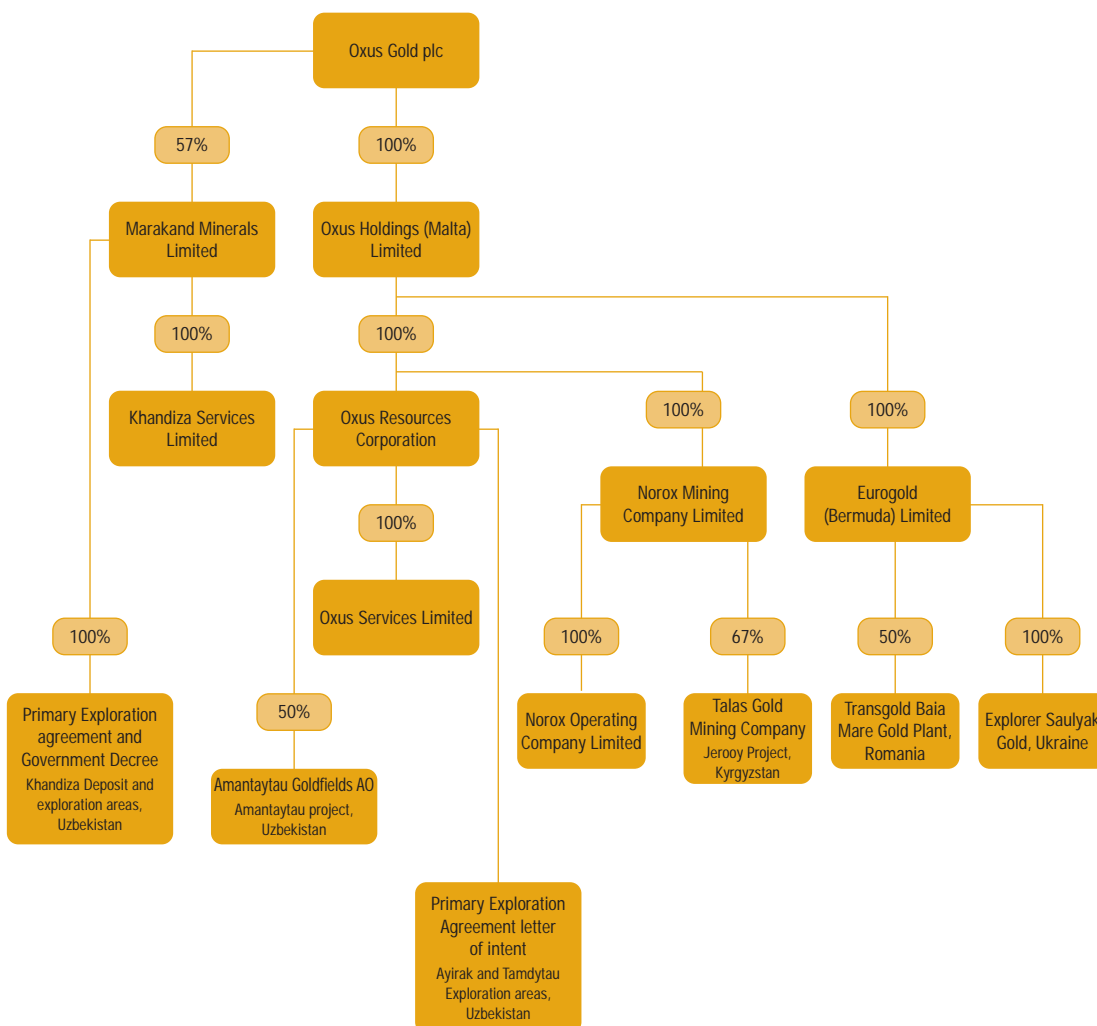 Oxus Gold plc
57%
100%
Marakand Minerals
Limited
Oxus Holdings (Malta)
Limited
100%
100%
Khandiza Services
Limited
Oxus Resources
Corporation
100%
100%
Norox Mining
Company Limited
Eurogold
(Bermuda) Limited
100%
Oxus Services Limited
100%
100%
67%
50%
100%
Primary Exploration
agreement and
Government Decree
Khandiza Deposit and
exploration areas,
Uzbekistan
50%
Amantaytau Goldfields AO
Amantaytau project,
Uzbekistan
Norox Operating
Company Limited
Talas Gold
Mining Company
Jerooy Project,
Kyrgyzstan
Transgold Baia
Mare Gold Plant,
Romania
Explorer Saulyak
Gold, Ukraine
Primary Exploration
Agreement letter
of intent
Ayirak and Tamdytau
Exploration areas,
Uzbekistan